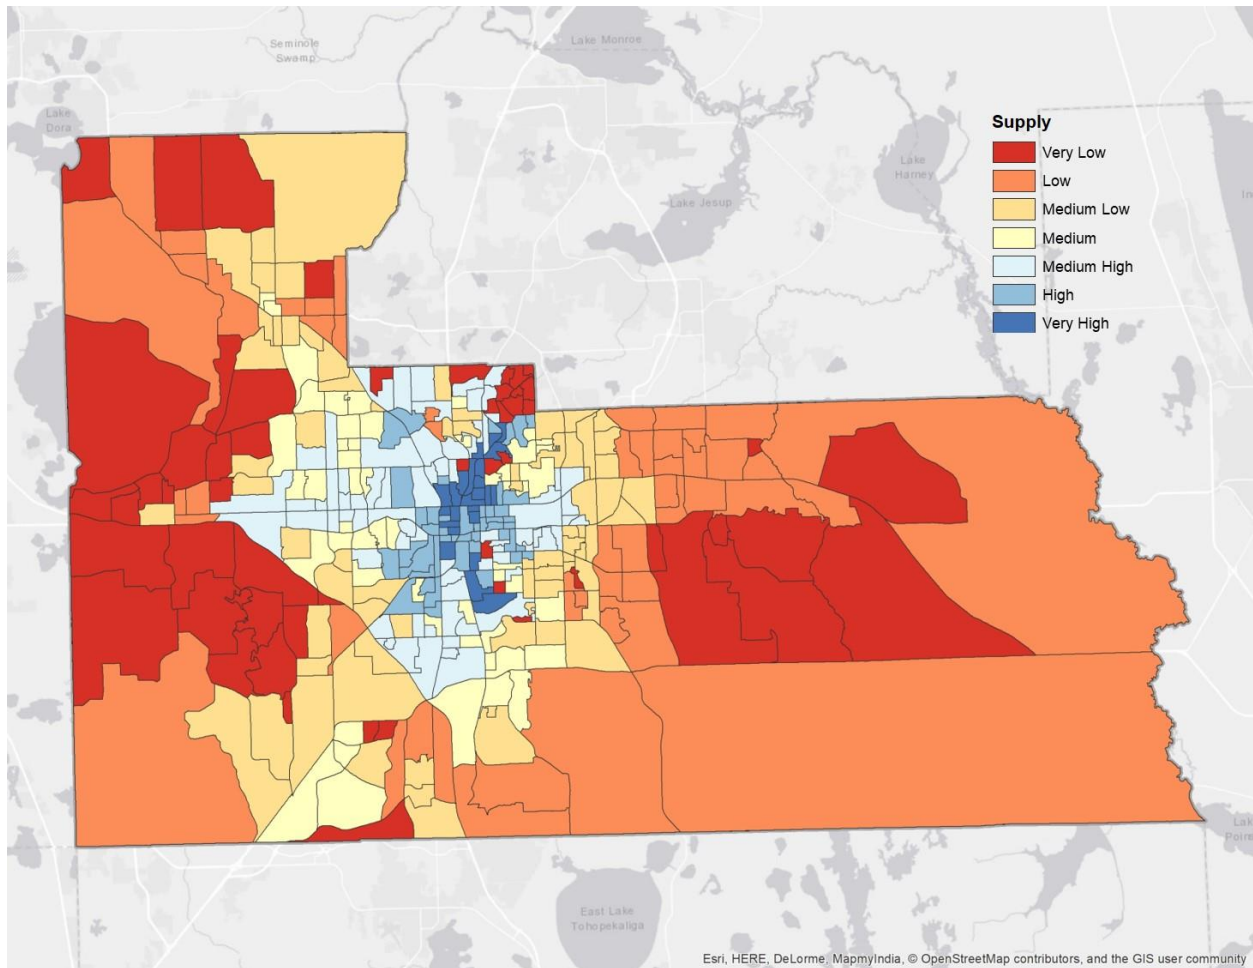 Seminole
Swamp
Lake Monroe
Lake
Dora
Supply
Very Low
Low
Medium Low
Medium
Medium High
High
Very High
Lake
Harney
Lake Jesup
East Lake
Tohopekaliga
Esri, HERE, DeLorme, MapmyIndia, © OpenStreetMap contributors, and the GIS user community